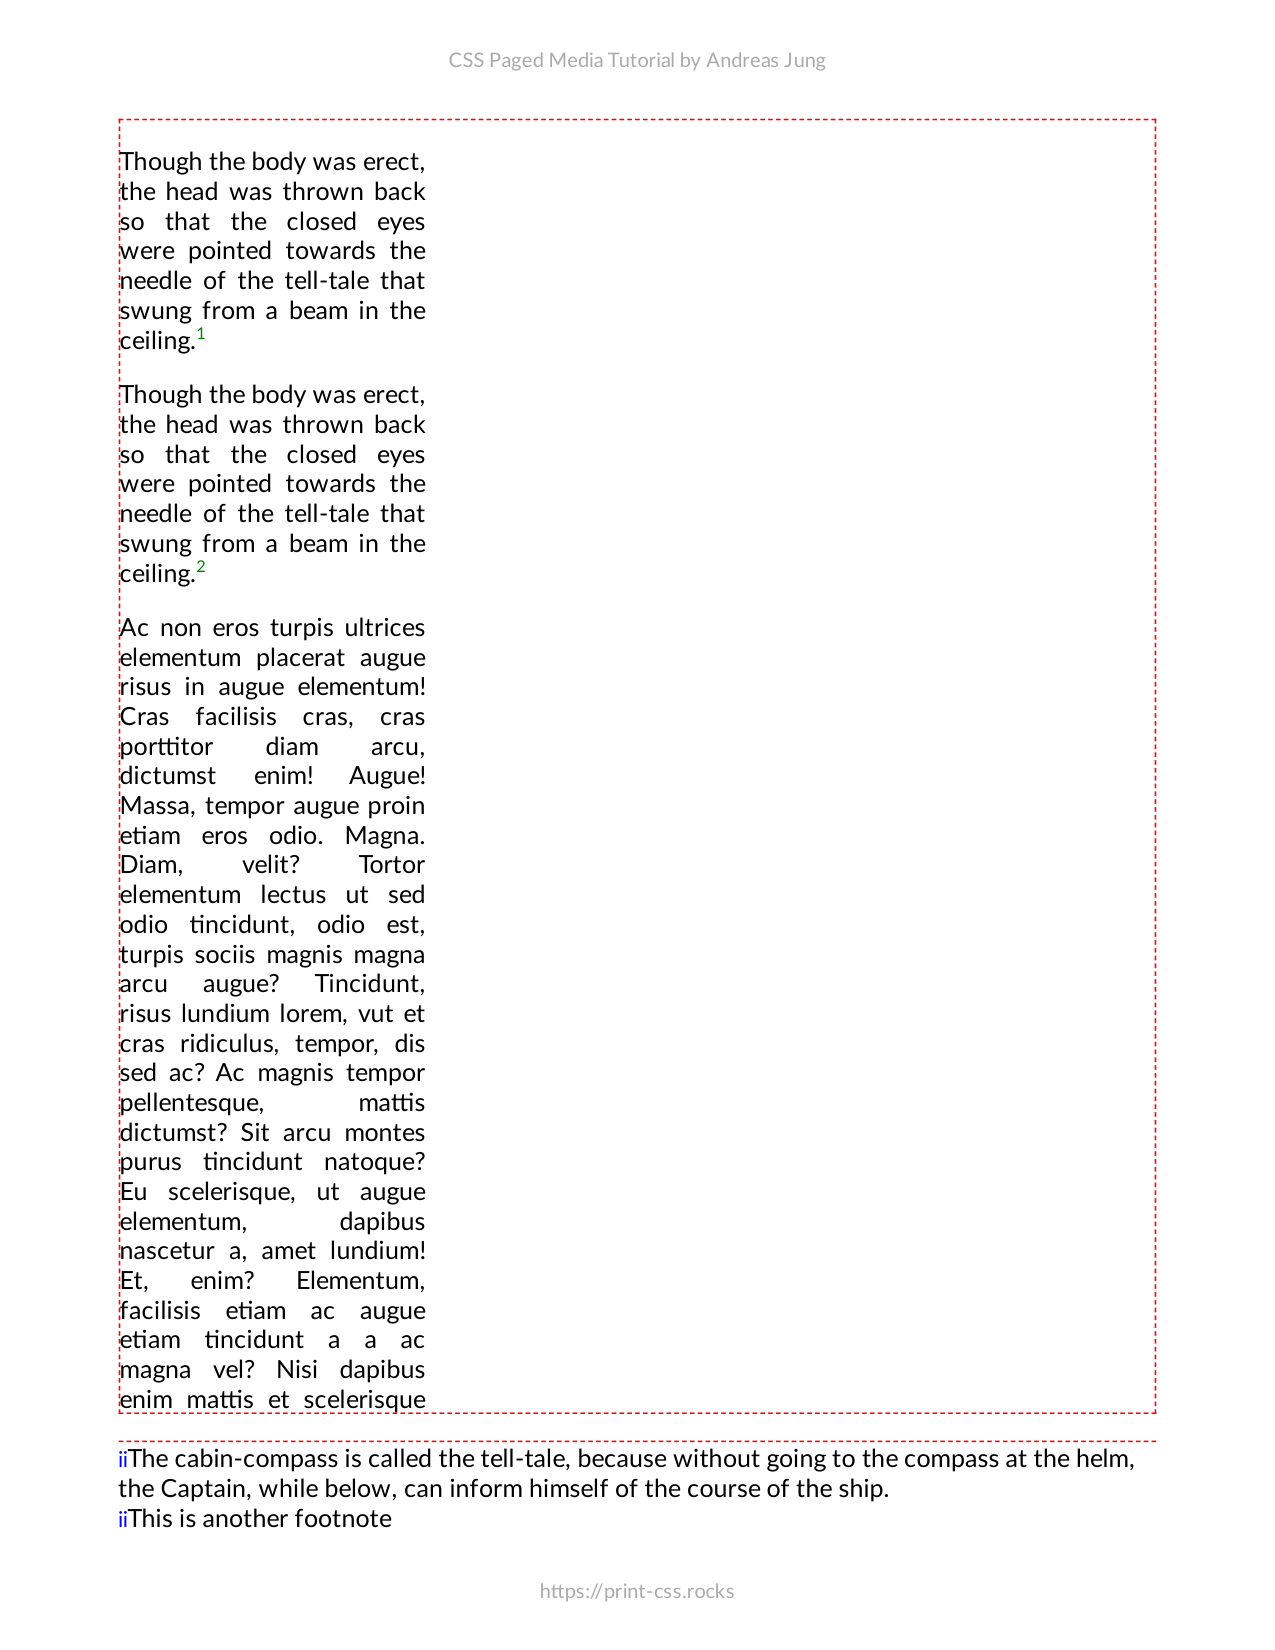 CSS Paged Media Tutorial by Andreas Jung
Though the body was erect,
the head was thrown back
so that the closed eyes
were pointed towards the
needle of the tell-tale that
swung from a beam in the
ceiling.1
Though the body was erect,
the head was thrown back
so that the closed eyes
were pointed towards the
needle of the tell-tale that
swung from a beam in the
ceiling.2
Ac non eros turpis ultrices
elementum placerat augue
risus in augue elementum!
Cras facilisis cras, cras
porttitor diam arcu,
dictumst enim! Augue!
Massa, tempor augue proin
etiam eros odio. Magna.
Diam, velit? Tortor
elementum lectus ut sed
odio tincidunt, odio est,
turpis sociis magnis magna
arcu augue? Tincidunt,
risus lundium lorem, vut et
cras ridiculus, tempor, dis
sed ac? Ac magnis tempor
pellentesque, mattis
dictumst? Sit arcu montes
purus tincidunt natoque?
Eu scelerisque, ut augue
elementum, dapibus
nascetur a, amet lundium!
Et, enim? Elementum,
facilisis etiam ac augue
etiam tincidunt a a ac
magna vel? Nisi dapibus
enim mattis et scelerisque
iiThe cabin-compass is called the tell-tale, because without going to the compass at the helm,
the Captain, while below, can inform himself of the course of the ship.
iiThis is another footnote
https://print-css.rocks